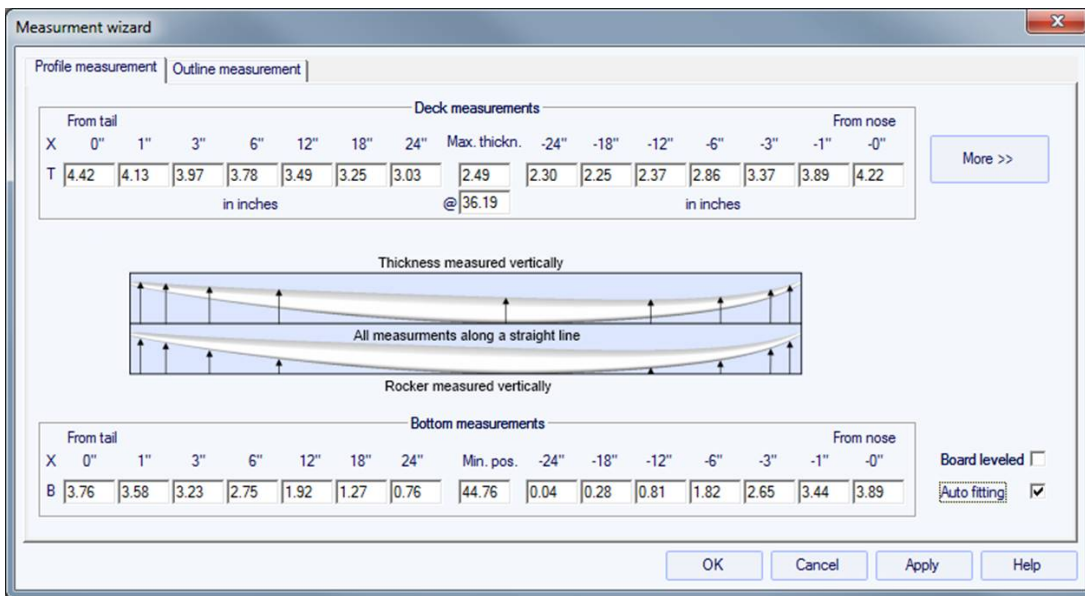 Measurment wizard
Profile measurement Outline measurement
Deck measurements
From tail From nose
X 0" 1" 3" 6" 12" 18" 24" Max. thickn. -24" -18" -12" -6" -3" -1" -0"
T 4.42 4.13 3.97 3.78 3.49 3.25 3.03 2.49 2.30 2.25 2.37 2.86 3.37 3.89 4.22
in inches @ 36.19 in inches
More >>
Thickness measured vertically
All measurments along a straight line
Rocker measured vertically
Bottom measurements
From tail From nose
X 0" 1" 3" 6" 12" 18" 24" Min. pos. -24" -18" -12" -6" -3" -1" -0"
B 3.76 3.58 3.23 2.75 1.92 1.27 0.76 44.76 0.04 0.28 0.81 1.82 2.65 3.44 3.89
Board leveled
Auto fitting
OK Cancel Apply Help